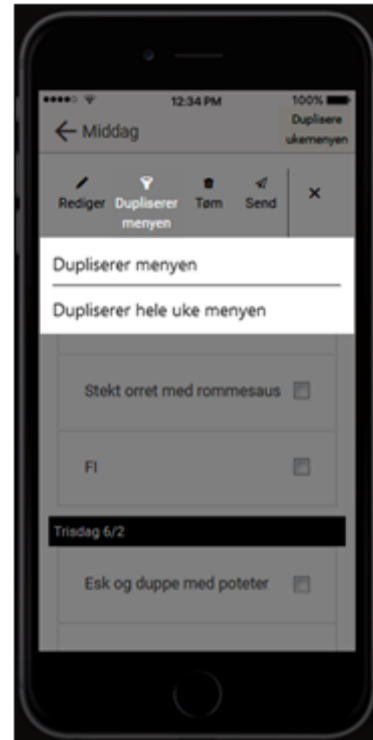 12:34 PM 100%
Middag
Duplisere
ukemenyen
Rediger Dupliserer
menyen Tøm Send
Dupliserer menyen
Dupliserer hele uke menyen
Stekt orret med rommesaus
FI
Trisdag 6/2
Esk og duppe med poteter